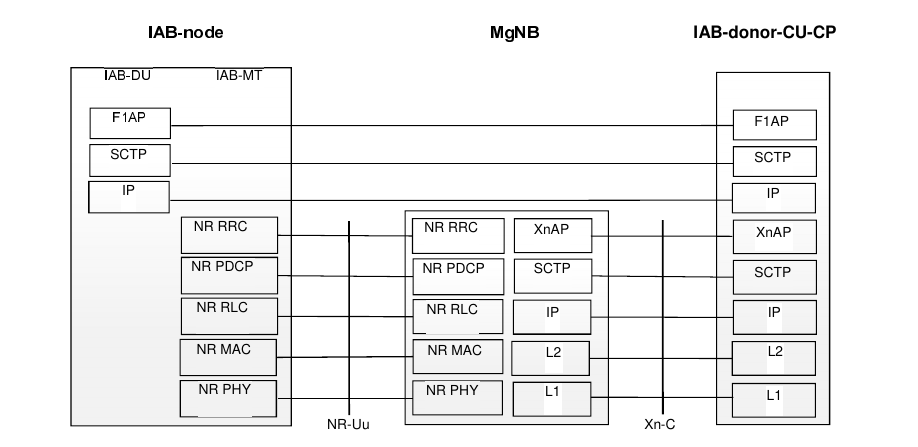 IAB-node MgNB IAB-donor-CU-CP
IAB-DU IAB-MT
F1AP F1AP
SCTP SCTP
IP IP
NR RRC NR RRC XnAP XnAP
NR PDCP NR PDCP SCTP SCTP
NR RLC NR RLC IP IP
NR MAC NR MAC L2 L2
NR PHY NR PHY L1 L1
NR-Uu Xn-C